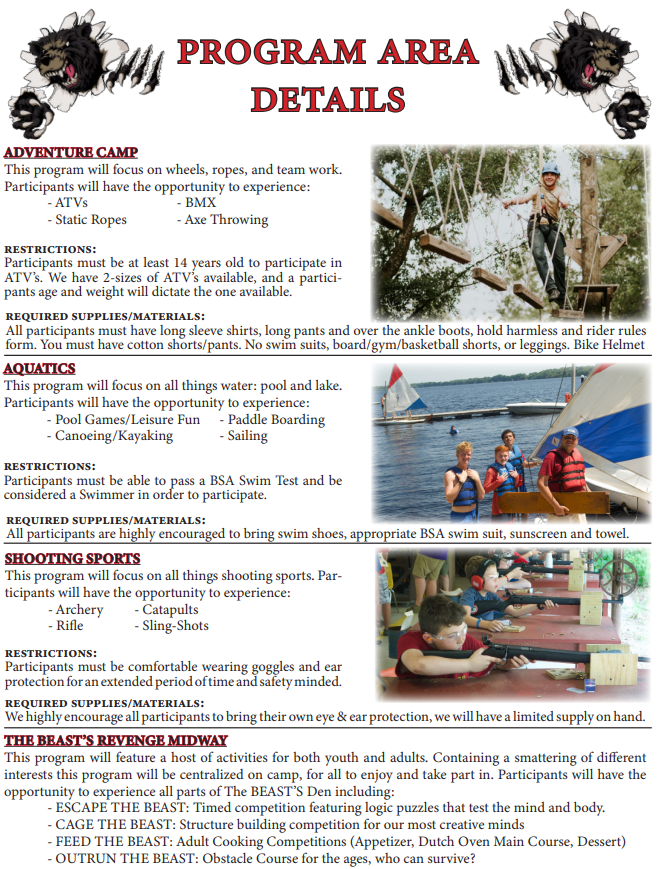 PROGRAM AREA
DETAILS
ADVENTURE CAMP
This program will focus on wheels, ropes, and team work.
Participants will have the opportunity to experience:
- ATVs - BMX
- Static Ropes - Axe Throwing
RESTRICTIONS:
Participants must be at least 14 years old to participate in
ATV's. We have 2-sizes of ATV's available, and a partici-
pants age and weight will dictate the one available.
REQUIRED SUPPLIES/MATERIALS:
All participants must have long sleeve shirts, long pants and over the ankle boots, hold harmless and rider rules
form. You must have cotton shorts/pants. No swim suits, board/gym/basketball shorts, or leggings. Bike Helmet
AQUATICS
This program will focus on all things water: pool and lake.
Participants will have the opportunity to experience:
- Pool Games/Leisure Fun - Paddle Boarding
- Canoeing/Kayaking - Sailing
RESTRICTIONS:
Participants must be able to pass a BSA Swim Test and be
considered a Swimmer in order to participate.
REQUIRED SUPPLIES/MATERIALS:
All participants are highly encouraged to bring swim shoes, appropriate BSA swim suit, sunscreen and towel.
SHOOTING SPORTS
This program will focus on all things shooting sports. Par-
ticipants will have the opportunity to experience:
- Archery - Catapults
- Rifle - Sling-Shots
RESTRICTIONS:
Participants must be comfortable wearing goggles and ear
protection for an extended period of time and safety minded.
REQUIRED SUPPLIES/MATERIALS:
We highly encourage all participants to bring their own eye & ear protection, we will have a limited supply on hand.
THE BEAST'S REVENGE MIDWAY
This program will feature a host of activities for both youth and adults. Containing a smattering of different
interests this program will be centralized on camp, for all to enjoy and take part in. Participants will have the
opportunity to experience all parts of The BEAST'S Den including:
- ESCAPE THE BEAST: Timed competition featuring logic puzzles that test the mind and body.
- CAGE THE BEAST: Structure building competition for our most creative minds
- FEED THE BEAST: Adult Cooking Competitions (Appetizer, Dutch Oven Main Course, Dessert)
- OUTRUN THE BEAST: Obstacle Course for the ages, who can survive?